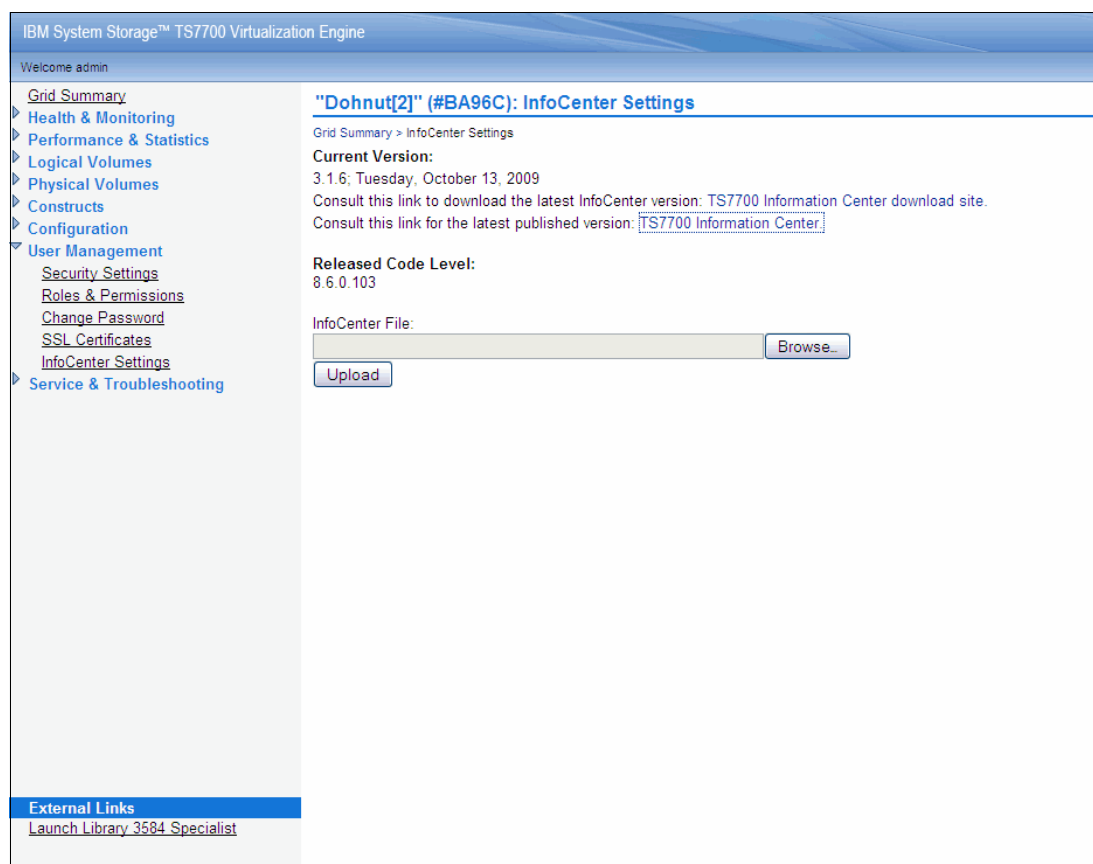 IBM System Storage™ TS7700 Virtualization Engine
Welcome admin
Grid Summary
Health & Monitoring
Performance & Statistics
Logical Volumes
Physical Volumes
Constructs
Configuration
User Management
Security Settings
Roles & Permissions
Change Password
SSL Certificates
InfoCenter Settings
Service & Troubleshooting
External Links
Launch Library 3584 Specialist
"Dohnut[2]" (#BA96C): InfoCenter Settings
Grid Summary > InfoCenter Settings
Current Version:
3.1.6; Tuesday, October 13, 2009
Consult this link to download the latest InfoCenter version: TS7700 Information Center download site.
Consult this link for the latest published version: TS7700 Information Center.
Released Code Level:
8.6.0.103
InfoCenter File:
Browse...
Upload